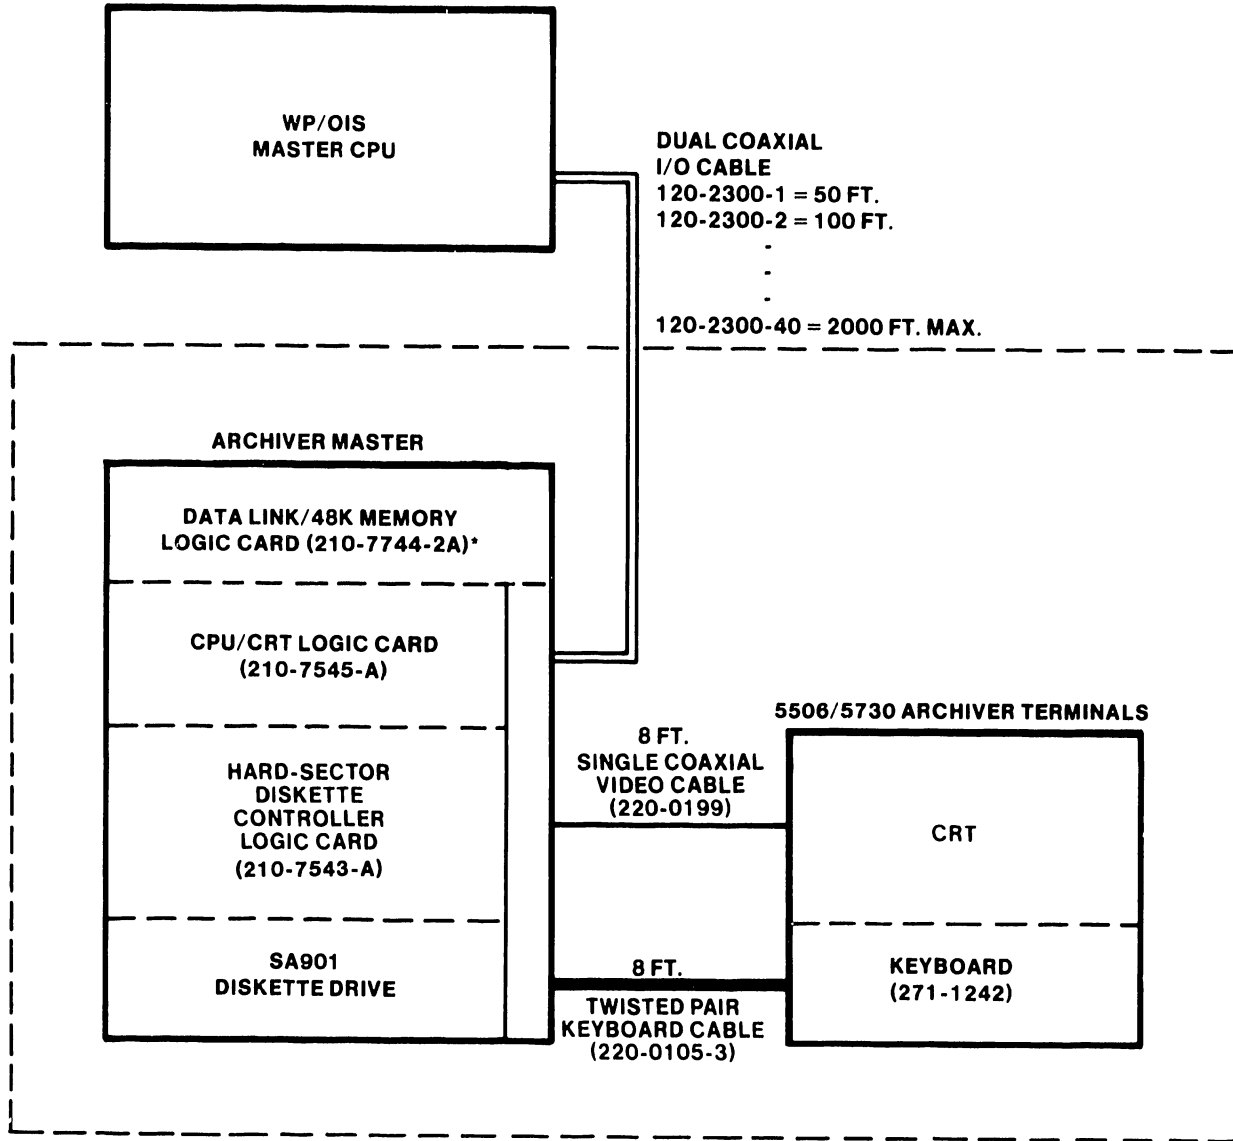 WP/OIS
MASTER CPU
DUAL COAXIAL
I/O CABLE
120-2300-1 = 50 FT.
120-2300-2 = 100 FT.
-
-
-
120-2300-40 = 2000 FT. MAX.
ARCHIVER MASTER
DATA LINK/48K MEMORY
LOGIC CARD (210-7744-2A)*
CPU/CRT LOGIC CARD
(210-7545-A)
HARD-SECTOR
DISKETTE
CONTROLLER
LOGIC CARD
(210-7543-A)
SA901
DISKETTE DRIVE
8 FT.
SINGLE COAXIAL
VIDEO CABLE
(220-0199)
8 FT.
TWISTED PAIR
KEYBOARD CABLE
(220-0105-3)
5506/5730 ARCHIVER TERMINALS
CRT
KEYBOARD
(271-1242)